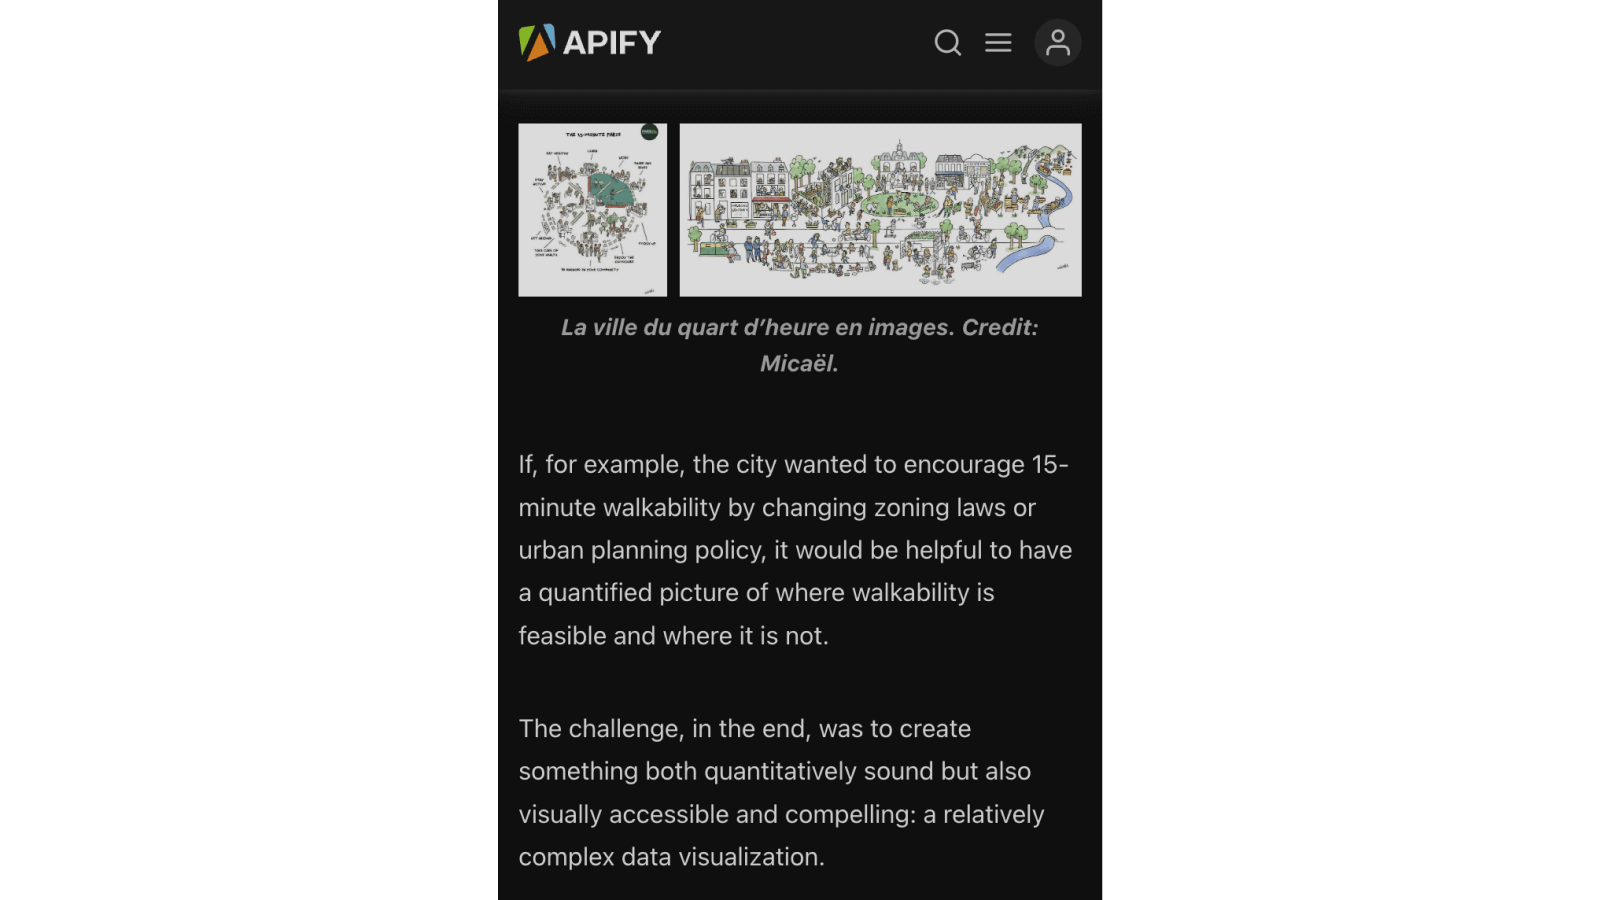 APIFY
THE 15-MINUTE PARIS
La ville du quart d’heure en images. Credit:
Micaël.
If, for example, the city wanted to encourage 15-
minute walkability by changing zoning laws or
urban planning policy, it would be helpful to have
a quantified picture of where walkability is
feasible and where it is not.
The challenge, in the end, was to create
something both quantitatively sound but also
visually accessible and compelling: a relatively
complex data visualization.